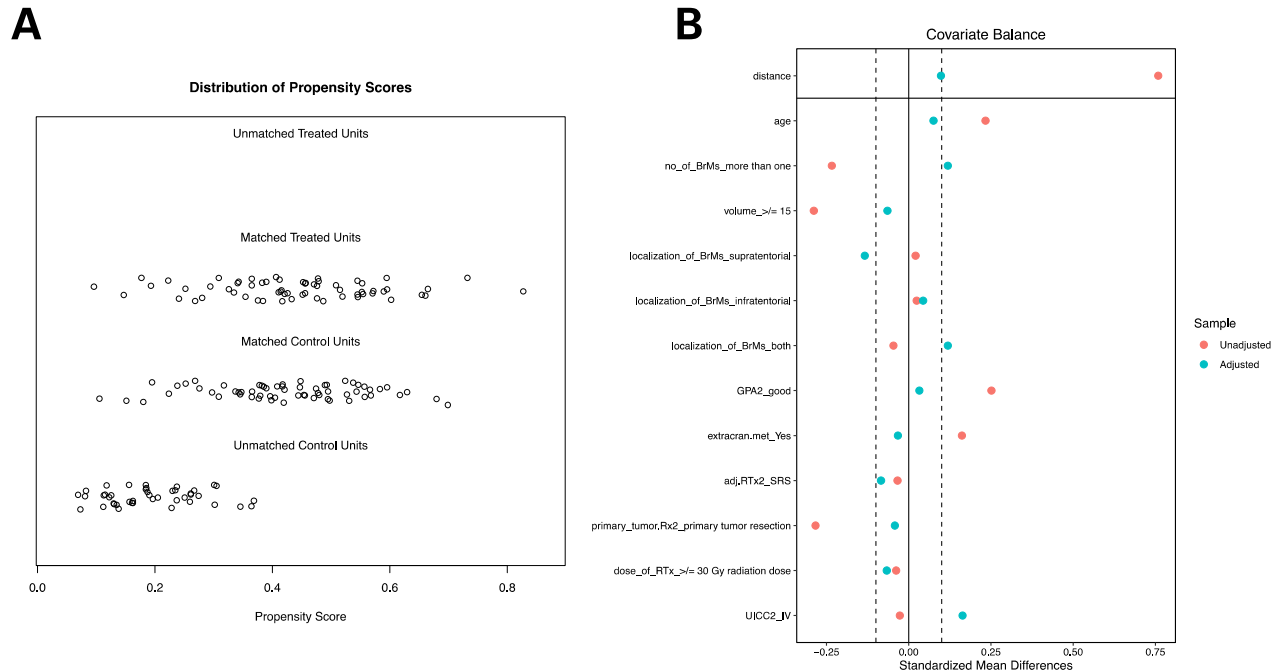 A
Distribution of Propensity Scores
Unmatched Treated Units
Matched Treated Units
Matched Control Units
Unmatched Control Units
0.0 0.2 0.4 0.6 0.8
Propensity Score
B
Covariate Balance
distance
age
no_of_BrMs_more than one
volume_>/= 15
localization_of_BrMs_supratentorial
localization_of_BrMs_infratentorial
localization_of_BrMs_both
GPA2_good
extracran.met_Yes
adj.RTx2_SRS
primary_tumor.Rx2_primary tumor resection
dose_of_RTx_>/= 30 Gy radiation dose
UICC2_IV
−0.25 0.00 0.25 0.50 0.75
Standardized Mean Differences
Sample
Unadjusted
Adjusted